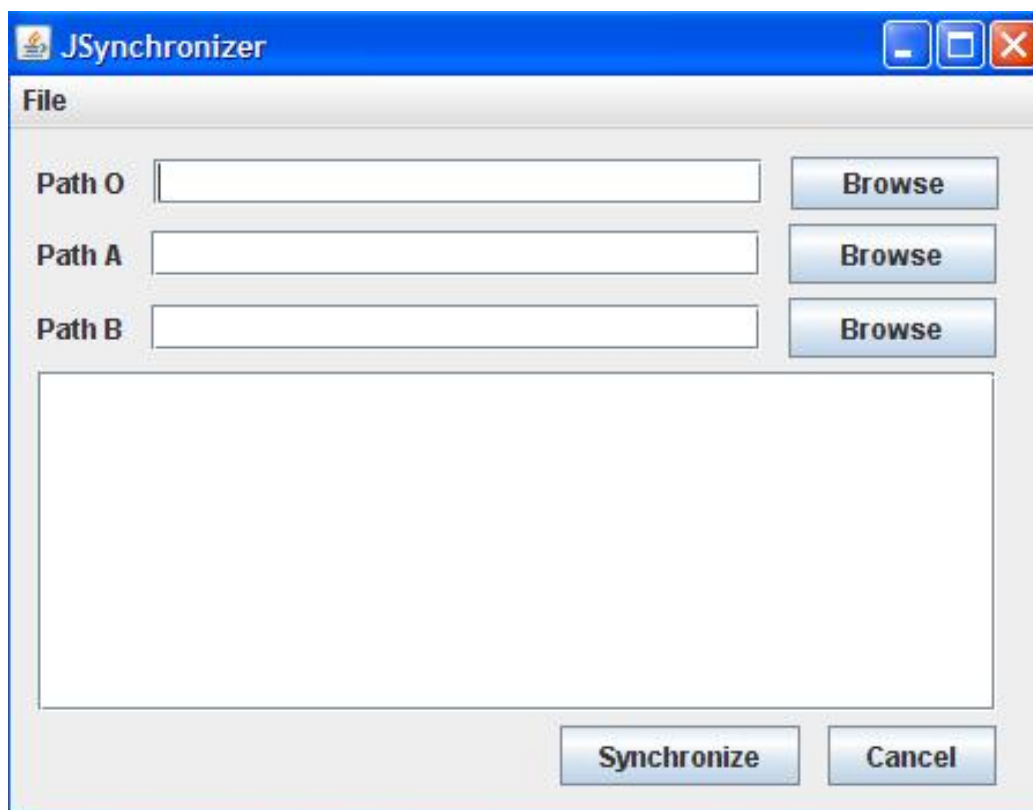 JSynchronizer
File
Path O Browse
Path A Browse
Path B Browse
Synchronize Cancel